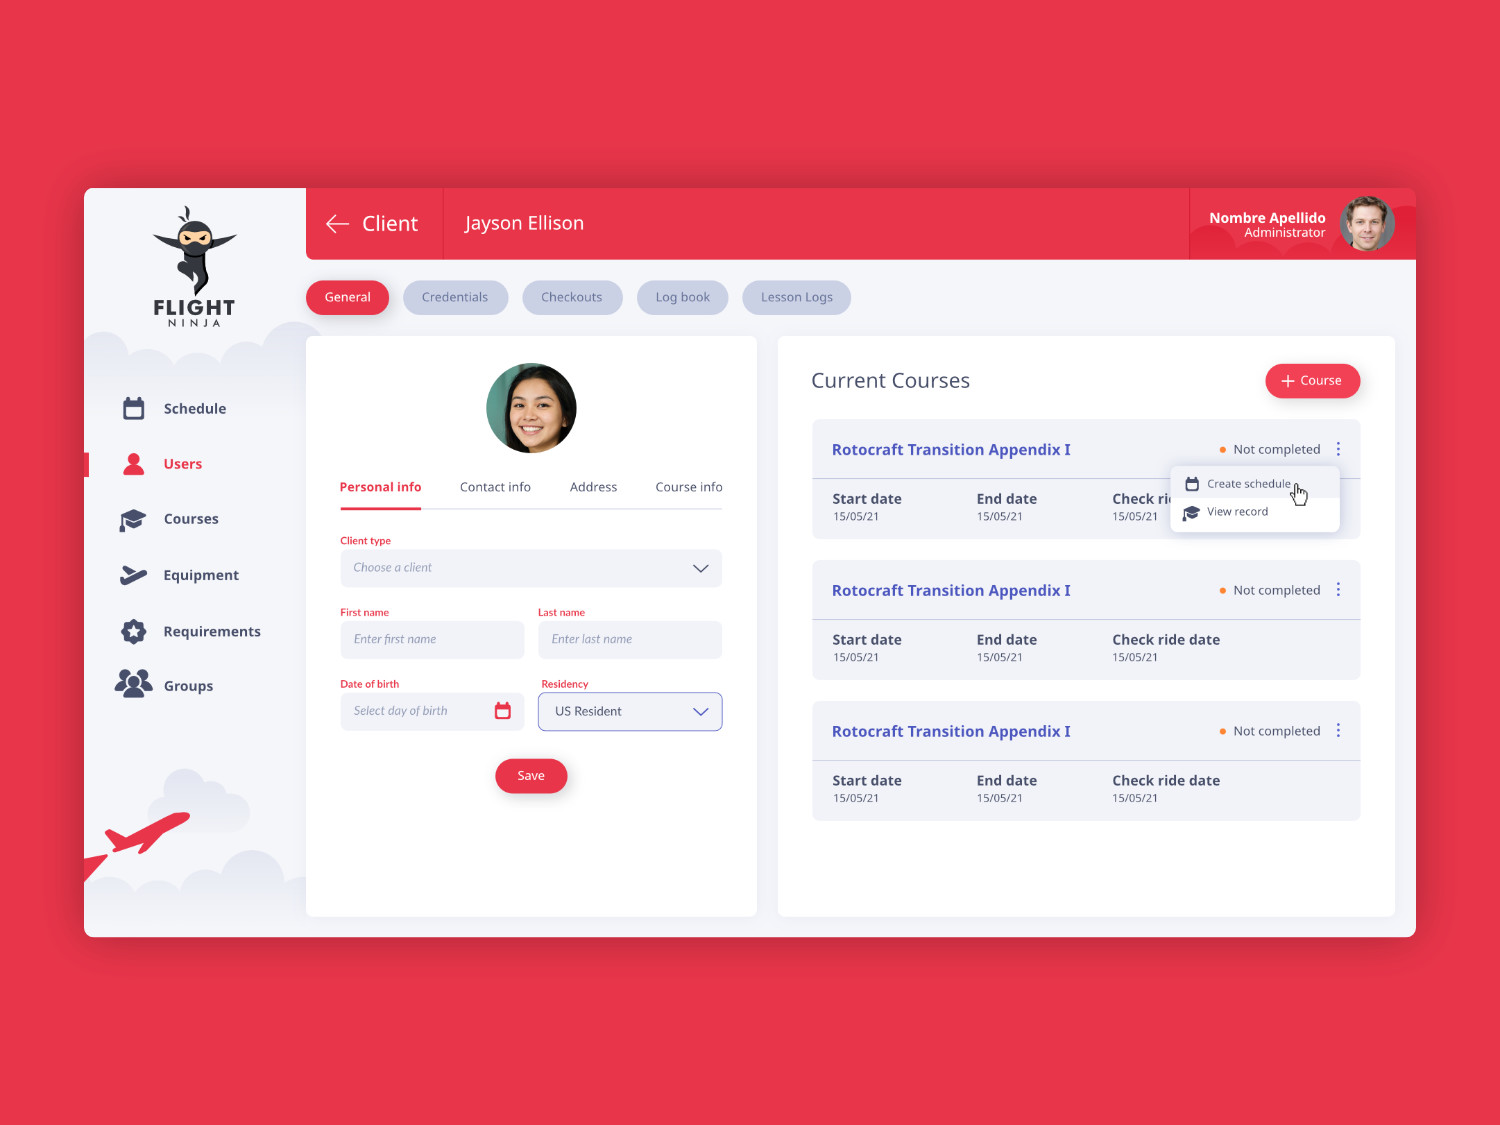 FLIGHT
NINJA
Client
Jayson Ellison
Nombre Apellido
Administrator
General
Credentials
Checkouts
Log book
Lesson Logs
Schedule
Users
Courses
Equipment
Requirements
Groups
Personal info
Contact info
Address
Course info
Client type
Choose a client
First name
Last name
Enter first name
Enter last name
Date of birth
Residency
Select day of birth
US Resident
Save
Current Courses
+ Course
Rotocraft Transition Appendix I
Not completed
Create schedule
View record
Start date
End date
Check ri
15/05/21
15/05/21
15/05/21
Rotocraft Transition Appendix I
Not completed
Start date
End date
Check ride date
15/05/21
15/05/21
15/05/21
Rotocraft Transition Appendix I
Not completed
Start date
End date
Check ride date
15/05/21
15/05/21
15/05/21